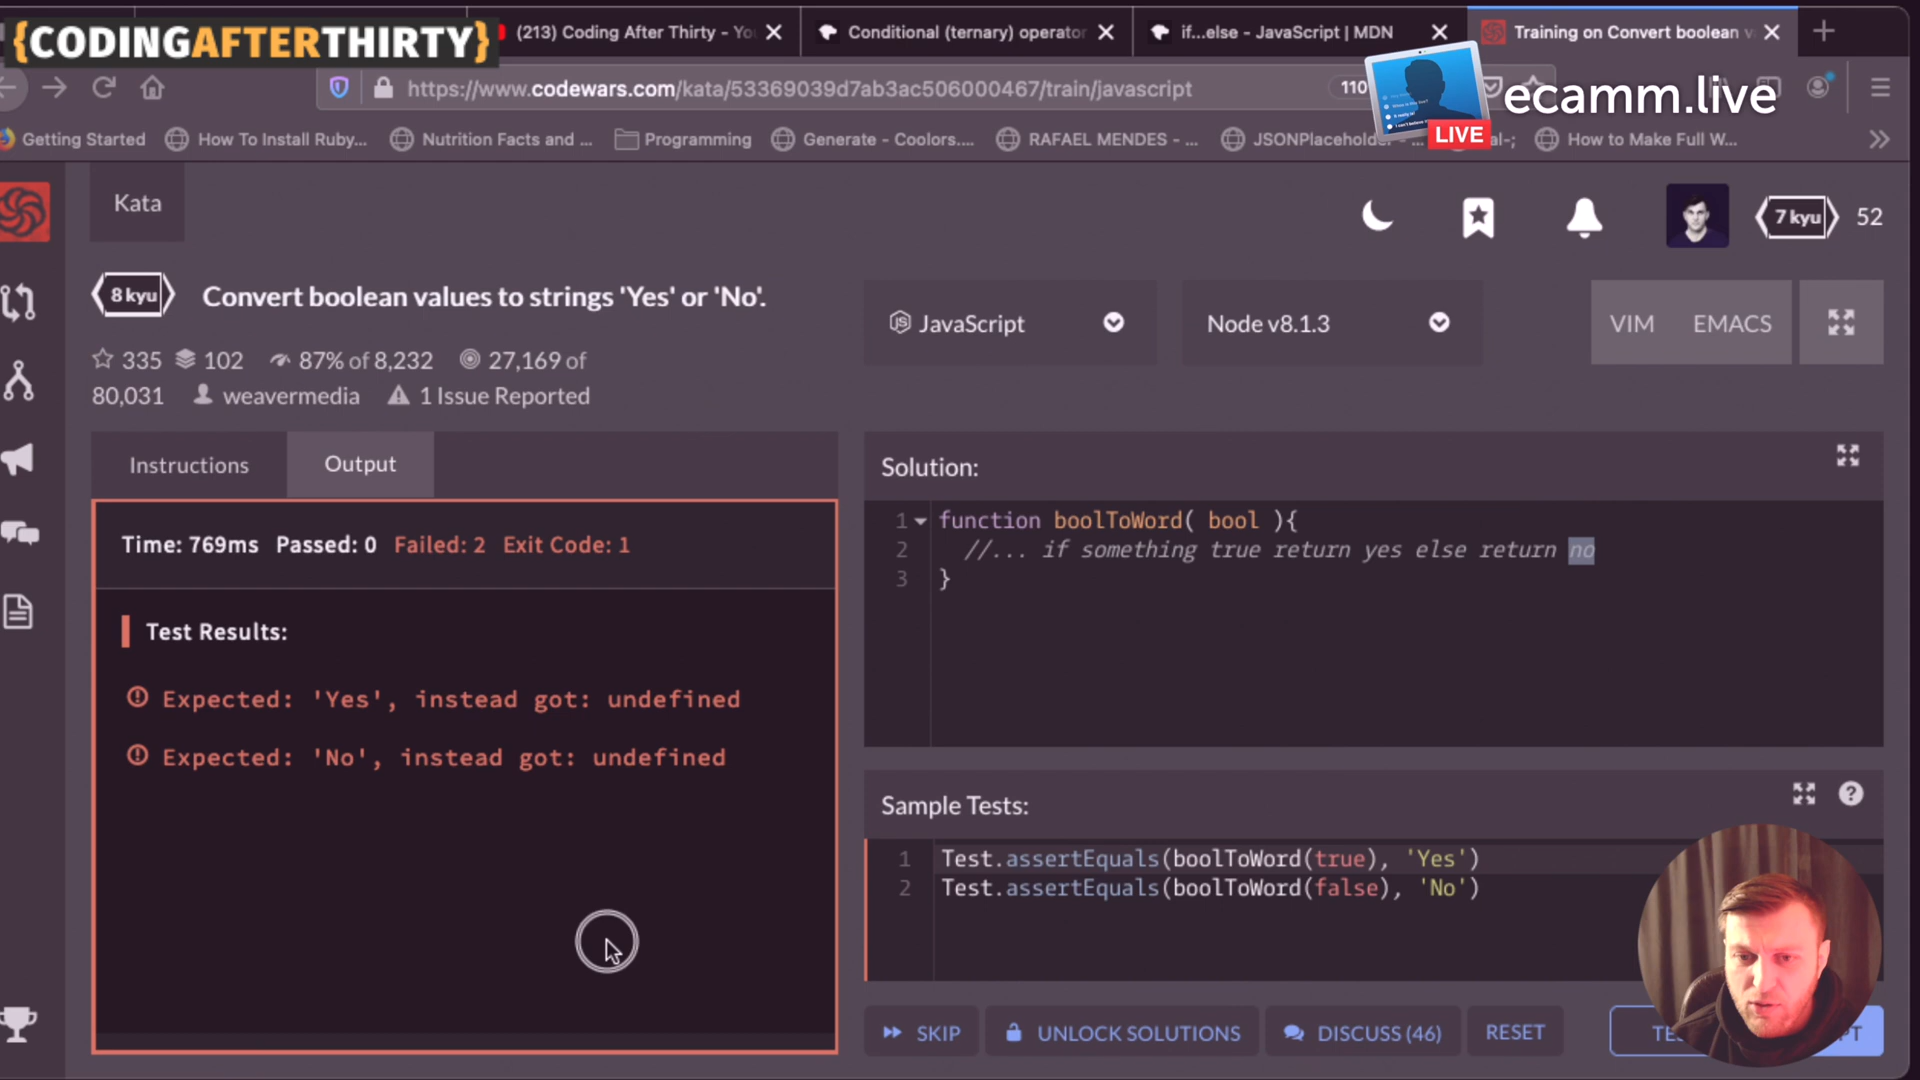 {CODINGAFTERTHIRTY}
(213) Coding After Thirty - Yo
Conditional (ternary) operator
if...else - JavaScript | MDN
Training on Convert boolean v
https://www.codewars.com/kata/53369039d7ab3ac506000467/train/javascript
110
ecamm.live
LIVE
Getting Started
How To Install Ruby...
Nutrition Facts and ...
Programming
Generate - Coolors....
RAFAEL MENDES - ...
JSONPlaceholder - ...
How to Make Full W...
Kata
7 kyu
52
8 kyu
Convert boolean values to strings 'Yes' or 'No'.
JavaScript
Node v8.1.3
VIM
EMACS
335
102
87% of 8,232
27,169 of
80,031
weavermedia
1 Issue Reported
Instructions
Output
Time: 769ms Passed: 0 Failed: 2 Exit Code: 1
Test Results:
Expected: 'Yes', instead got: undefined
Expected: 'No', instead got: undefined
Solution:
1 function boolToWord( bool ){
2 //... if something true return yes else return no
3 }
Sample Tests:
1 Test.assertEquals(boolToWord(true), 'Yes')
2 Test.assertEquals(boolToWord(false), 'No')
SKIP
UNLOCK SOLUTIONS
DISCUSS (46)
RESET